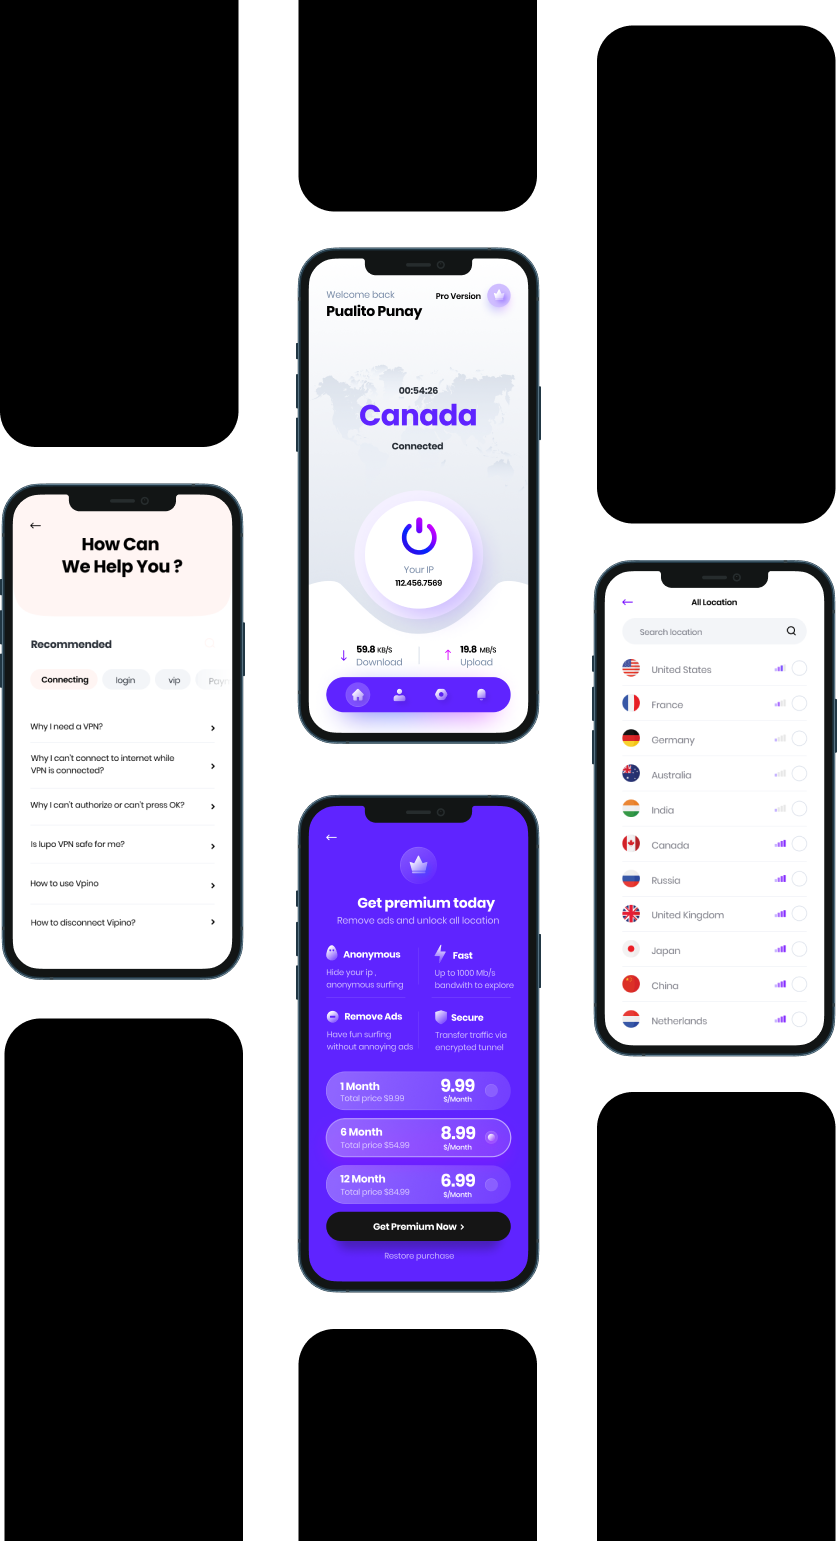 Welcome back
Pualito Punay
Pro Version
00:54:26
Canada
Connected
Your IP
112.456.7569
59.8 KB/S
Download
19.8 MB/S
Upload
How Can
We Help You ?
Recommended
Connecting
login
vip
Why I need a VPN?
Why I can't connect to internet while
VPN is connected?
Why I can't authorize or can't press OK?
Is lupo VPN safe for me?
How to use Vpino
How to disconnect Vipino?
All Location
Search location
United States
France
Germany
Australia
India
Canada
Russia
United Kingdom
Japan
China
Netherlands
Get premium today
Remove ads and unlock all location
Anonymous
Hide your ip ,
anonymous surfing
Fast
Up to 1000 Mb/s
bandwith to explore
Remove Ads
Have fun surfing
without annoying ads
Secure
Transfer traffic via
encrypted tunnel
1 Month
Total price $9.99
9.99
$/Month
6 Month
Total price $54.99
8.99
$/Month
12 Month
Total price $84.99
6.99
$/Month
Get Premium Now >
Restore purchase